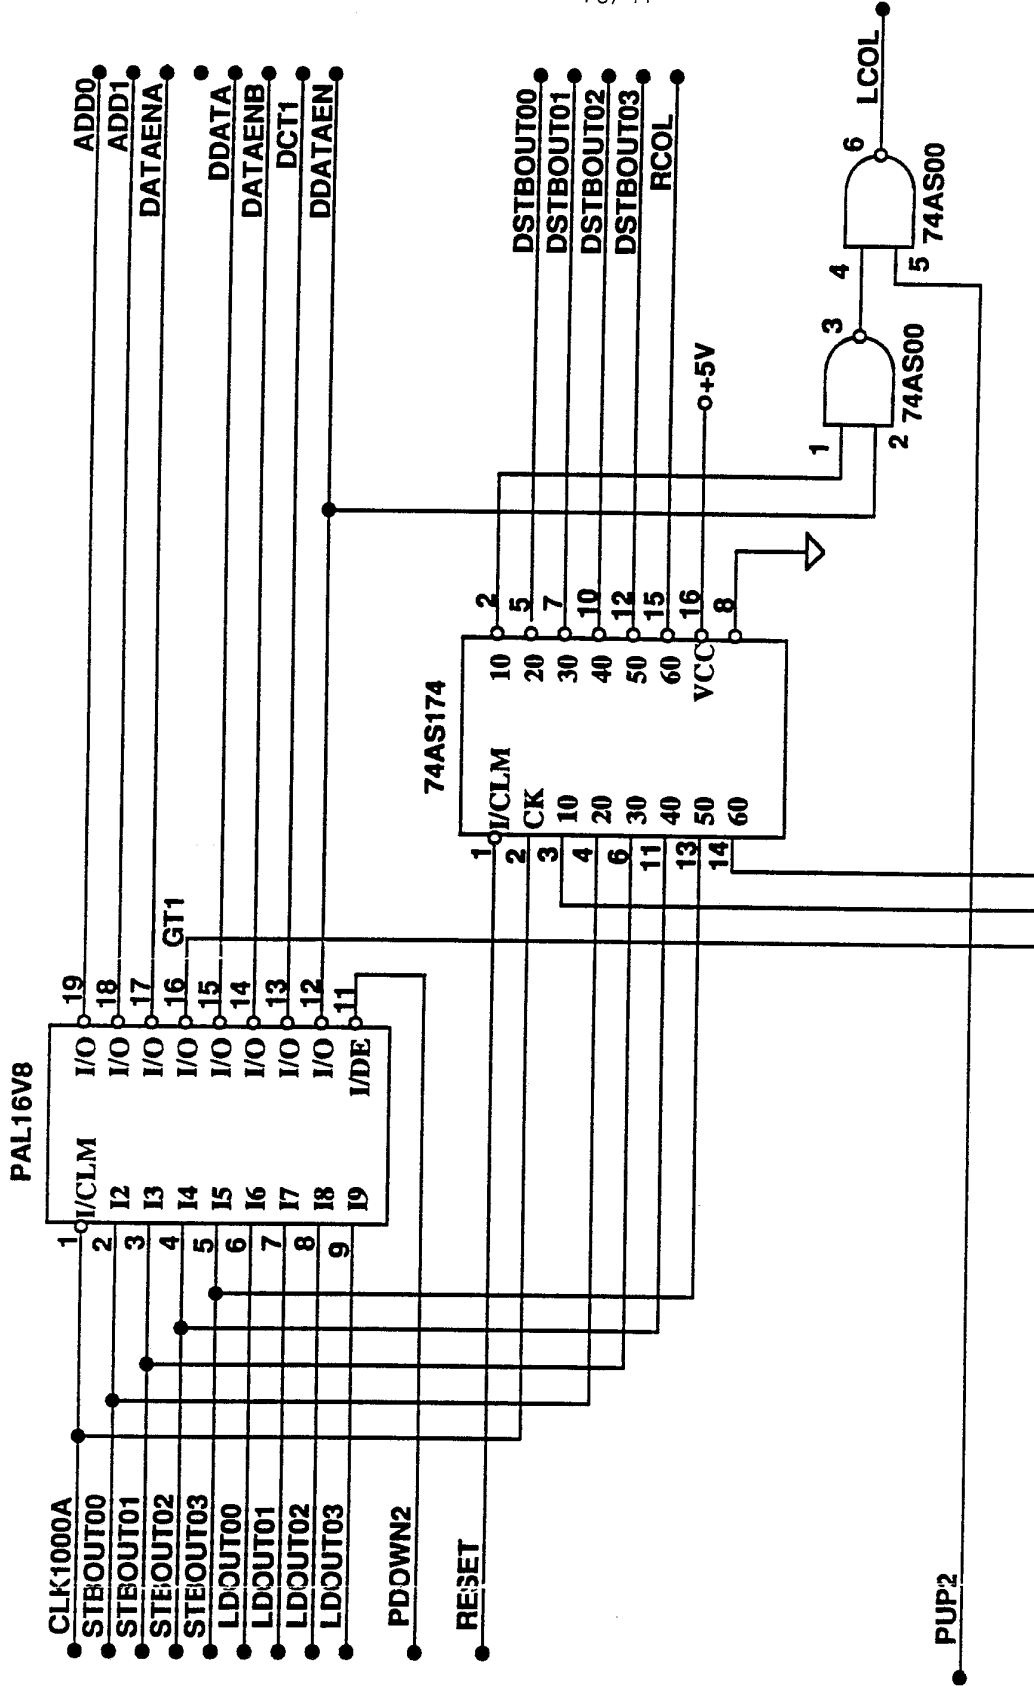 PAL16V8
CLK1000A
STBOUT00
STBOUT01
STBOUT02
STBOUT03
LDOUT00
LDOUT01
LDOUT02
LDOUT03
PDOWN2
RESET
PUP2
1
2
3
4
5
6
7
8
9
I/CLM
I2
I3
I4
I5
I6
I7
I8
I9
I/O
I/O
I/O
I/O
I/O
I/O
I/O
I/O
I/DE
19
18
17
16
15
14
13
12
11
GT1
ADD0
ADD1
DATAENA
DDATA
DATAENB
DCT1
DDATAEN
74AS174
1
2
3
4
6
11
13
14
I/CLM
CK
10
20
30
40
50
60
10
20
30
40
50
60
VCC
2
5
7
10
12
15
16
8
+5V
DSTBOUT00
DSTBOUT01
DSTBOUT02
DSTBOUT03
RCOL
1
2
3
74AS00
4
5
6
74AS00
LCOL